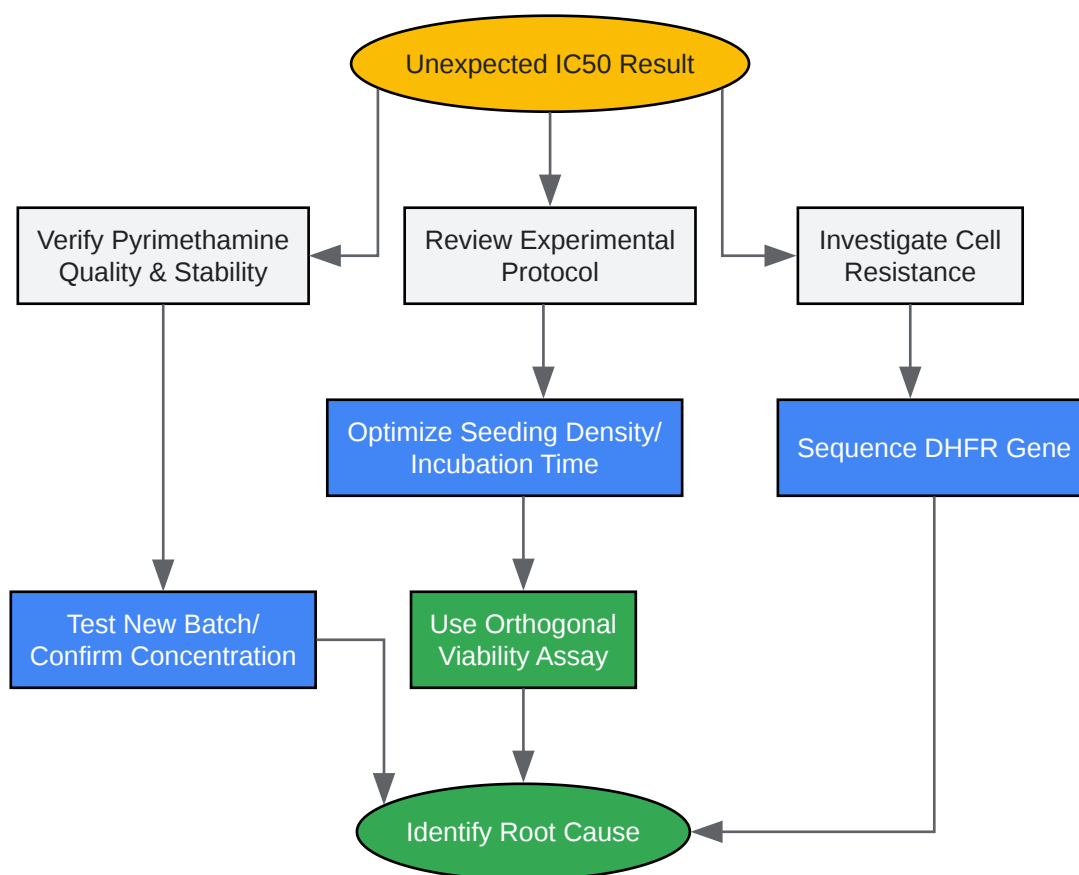 Unexpected IC50 Result
Verify Pyrimethamine
Quality & Stability
Review Experimental
Protocol
Investigate Cell
Resistance
Optimize Seeding Density/
Incubation Time
Sequence DHFR Gene
Test New Batch/
Confirm Concentration
Use Orthogonal
Viability Assay
Identify Root Cause